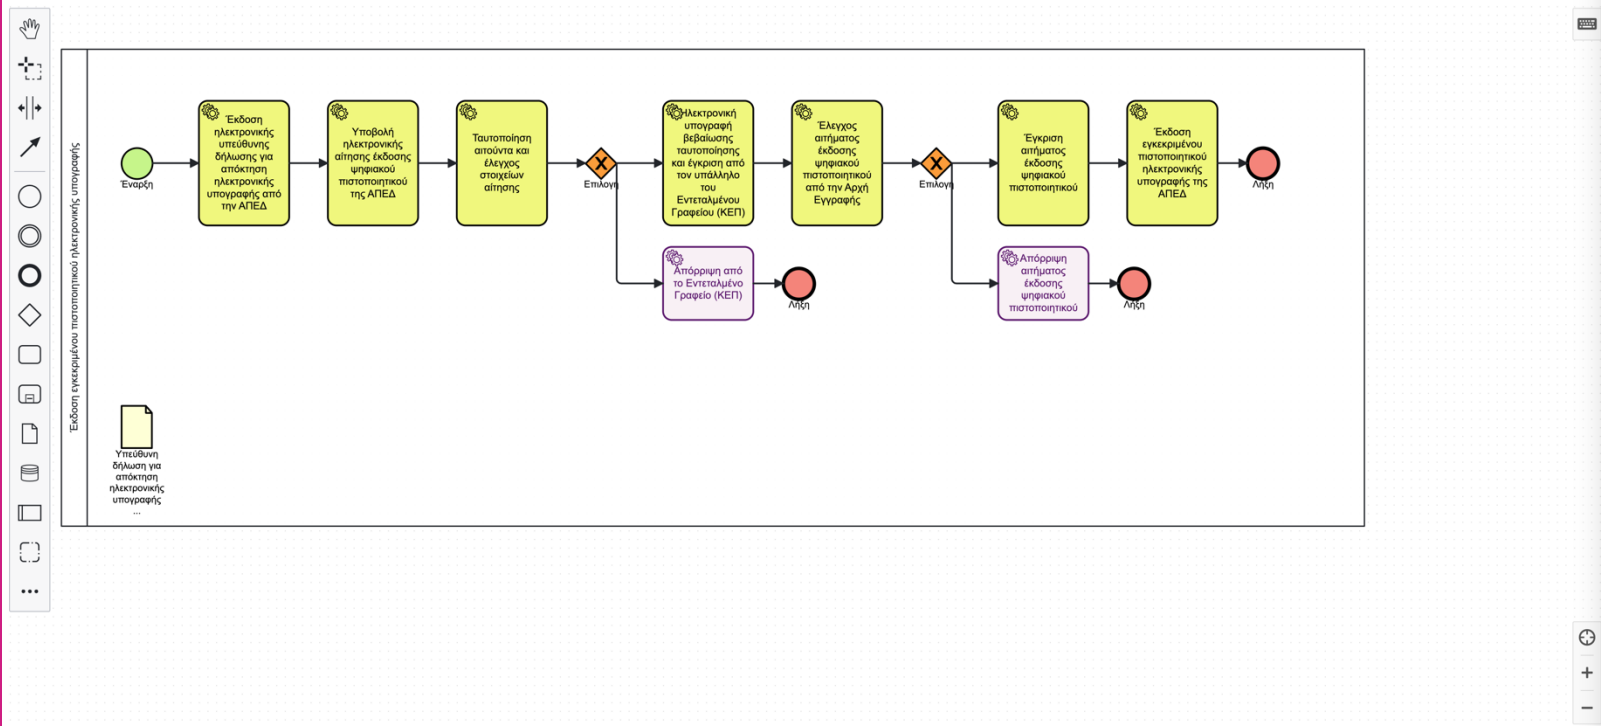 Έκδοση εγκεκριμένου πιστοποιητικού ηλεκτρονικής υπογραφής
Έναρξη
Έκδοση
ηλεκτρονικής
υπεύθυνης
δήλωσης για
απόκτηση
ηλεκτρονικής
υπογραφής από
την ΑΠΕΔ
Υποβολή
ηλεκτρονικής
αίτησης έκδοσης
ψηφιακού
πιστοποιητικού
της ΑΠΕΔ
Ταυτοποίηση
αιτούντα και
έλεγχος
στοιχείων
αίτησης
X
Επιλογή
Ηλεκτρονική
υπογραφή
βεβαίωσης
ταυτοποίησης
και έγκριση από
τον υπάλληλο
του
Εντεταλμένου
Γραφείου (ΚΕΠ)
Έλεγχος
αιτήματος
έκδοσης
ψηφιακού
πιστοποιητικού
από την Αρχή
Εγγραφής
X
Επιλογή
Έγκριση
αιτήματος
έκδοσης
ψηφιακού
πιστοποιητικού
Έκδοση
εγκεκριμένου
πιστοποιητικού
ηλεκτρονικής
υπογραφής της
ΑΠΕΔ
Λήξη
Απόρριψη από
το Εντεταλμένο
Γραφείο (ΚΕΠ)
Λήξη
Απόρριψη
αιτήματος
έκδοσης
ψηφιακού
πιστοποιητικού
Λήξη
Υπεύθυνη
δήλωση για
απόκτηση
ηλεκτρονικής
υπογραφής
...